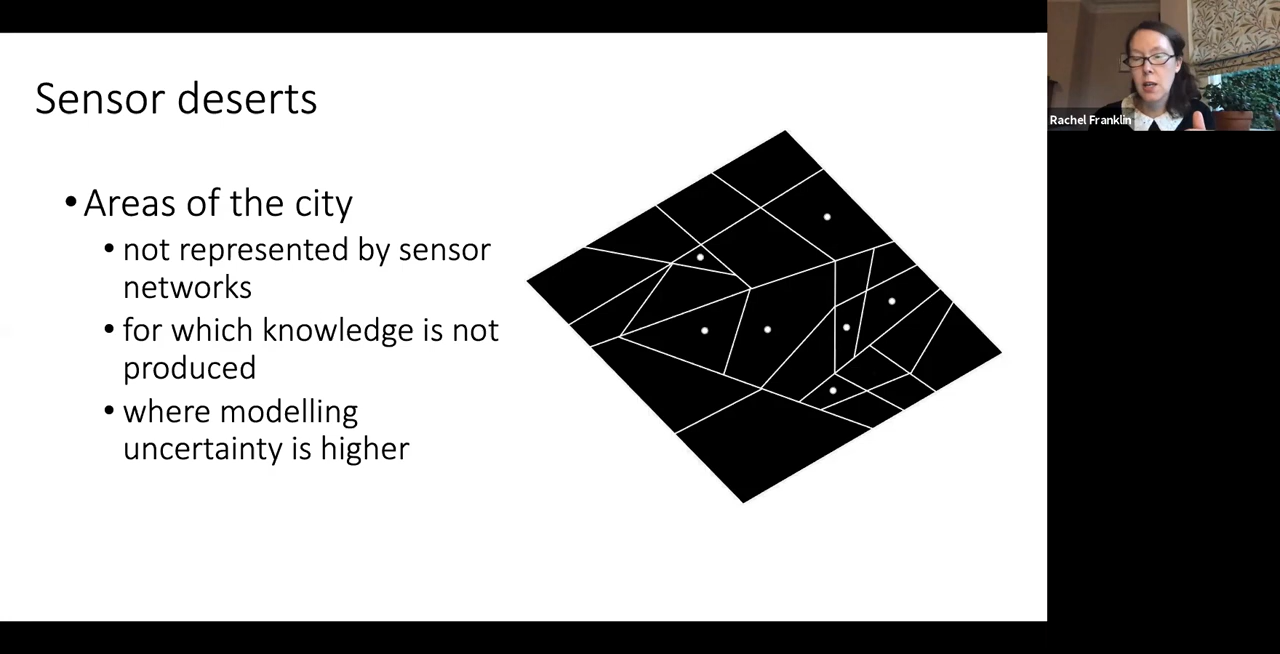 Sensor deserts
• Areas of the city
• not represented by sensor
networks
• for which knowledge is not
produced
• where modelling
uncertainty is higher
Rachel Franklin